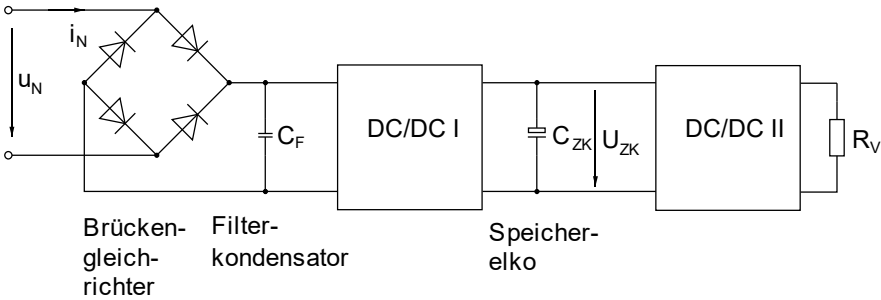 i_N
u_N
C_F
DC/DC I
C_ZK
U_ZK
DC/DC II
R_V
Brücken-
gleich-
richter
Filter-
kondensator
Speicher-
elko